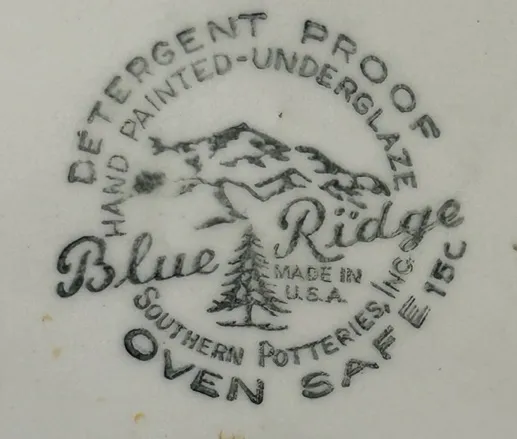 DETERGENT PROOF
HAND PAINTED-UNDERGLAZE
Blue Ridge
MADE IN
U.S.A.
SOUTHERN POTTERIES, INC.
OVEN SAFE 15C